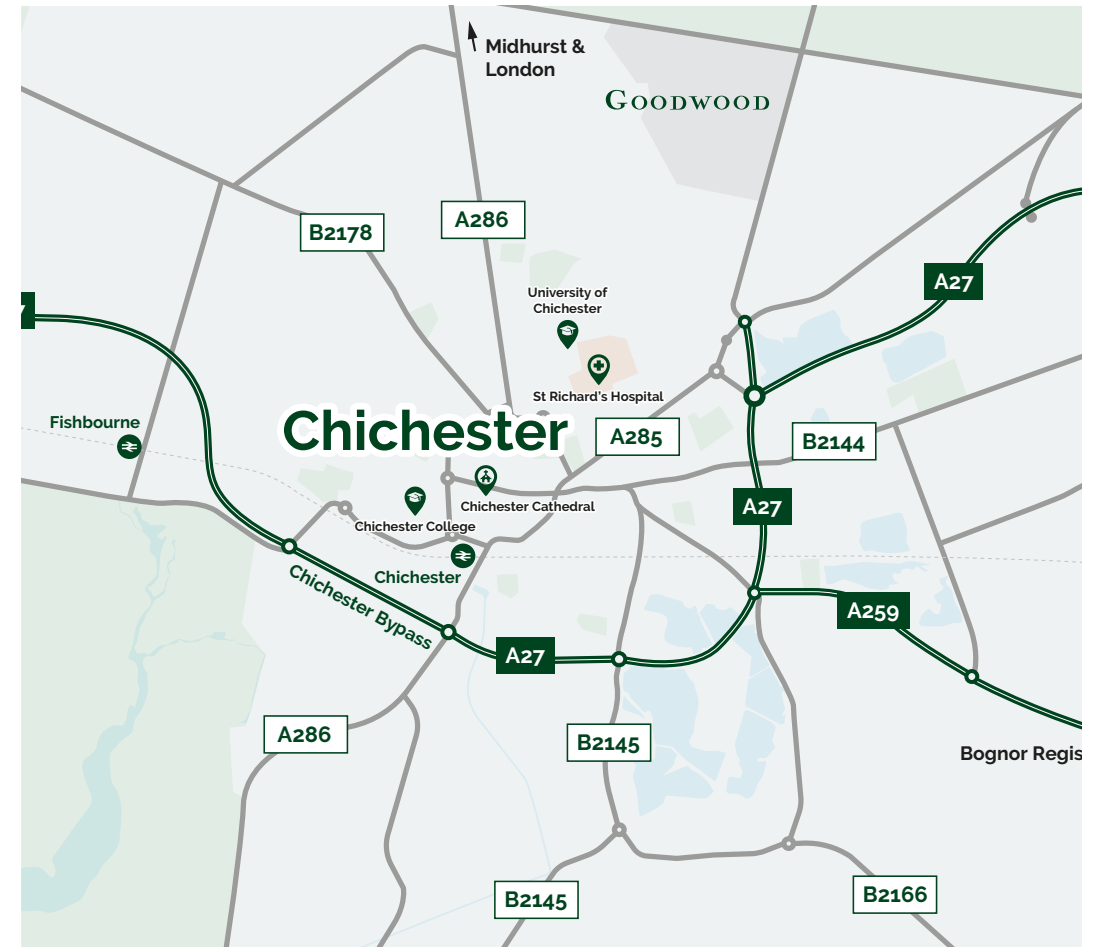 Midhurst &
London
GOODWOOD
A286
B2178
A27
University of
Chichester
St Richard's Hospital
Fishbourne
Chichester
A285
B2144
Chichester Cathedral
A27
Chichester College
Chichester
Chichester Bypass
A259
A27
A286
B2145
Bognor Regis
B2145
B2166